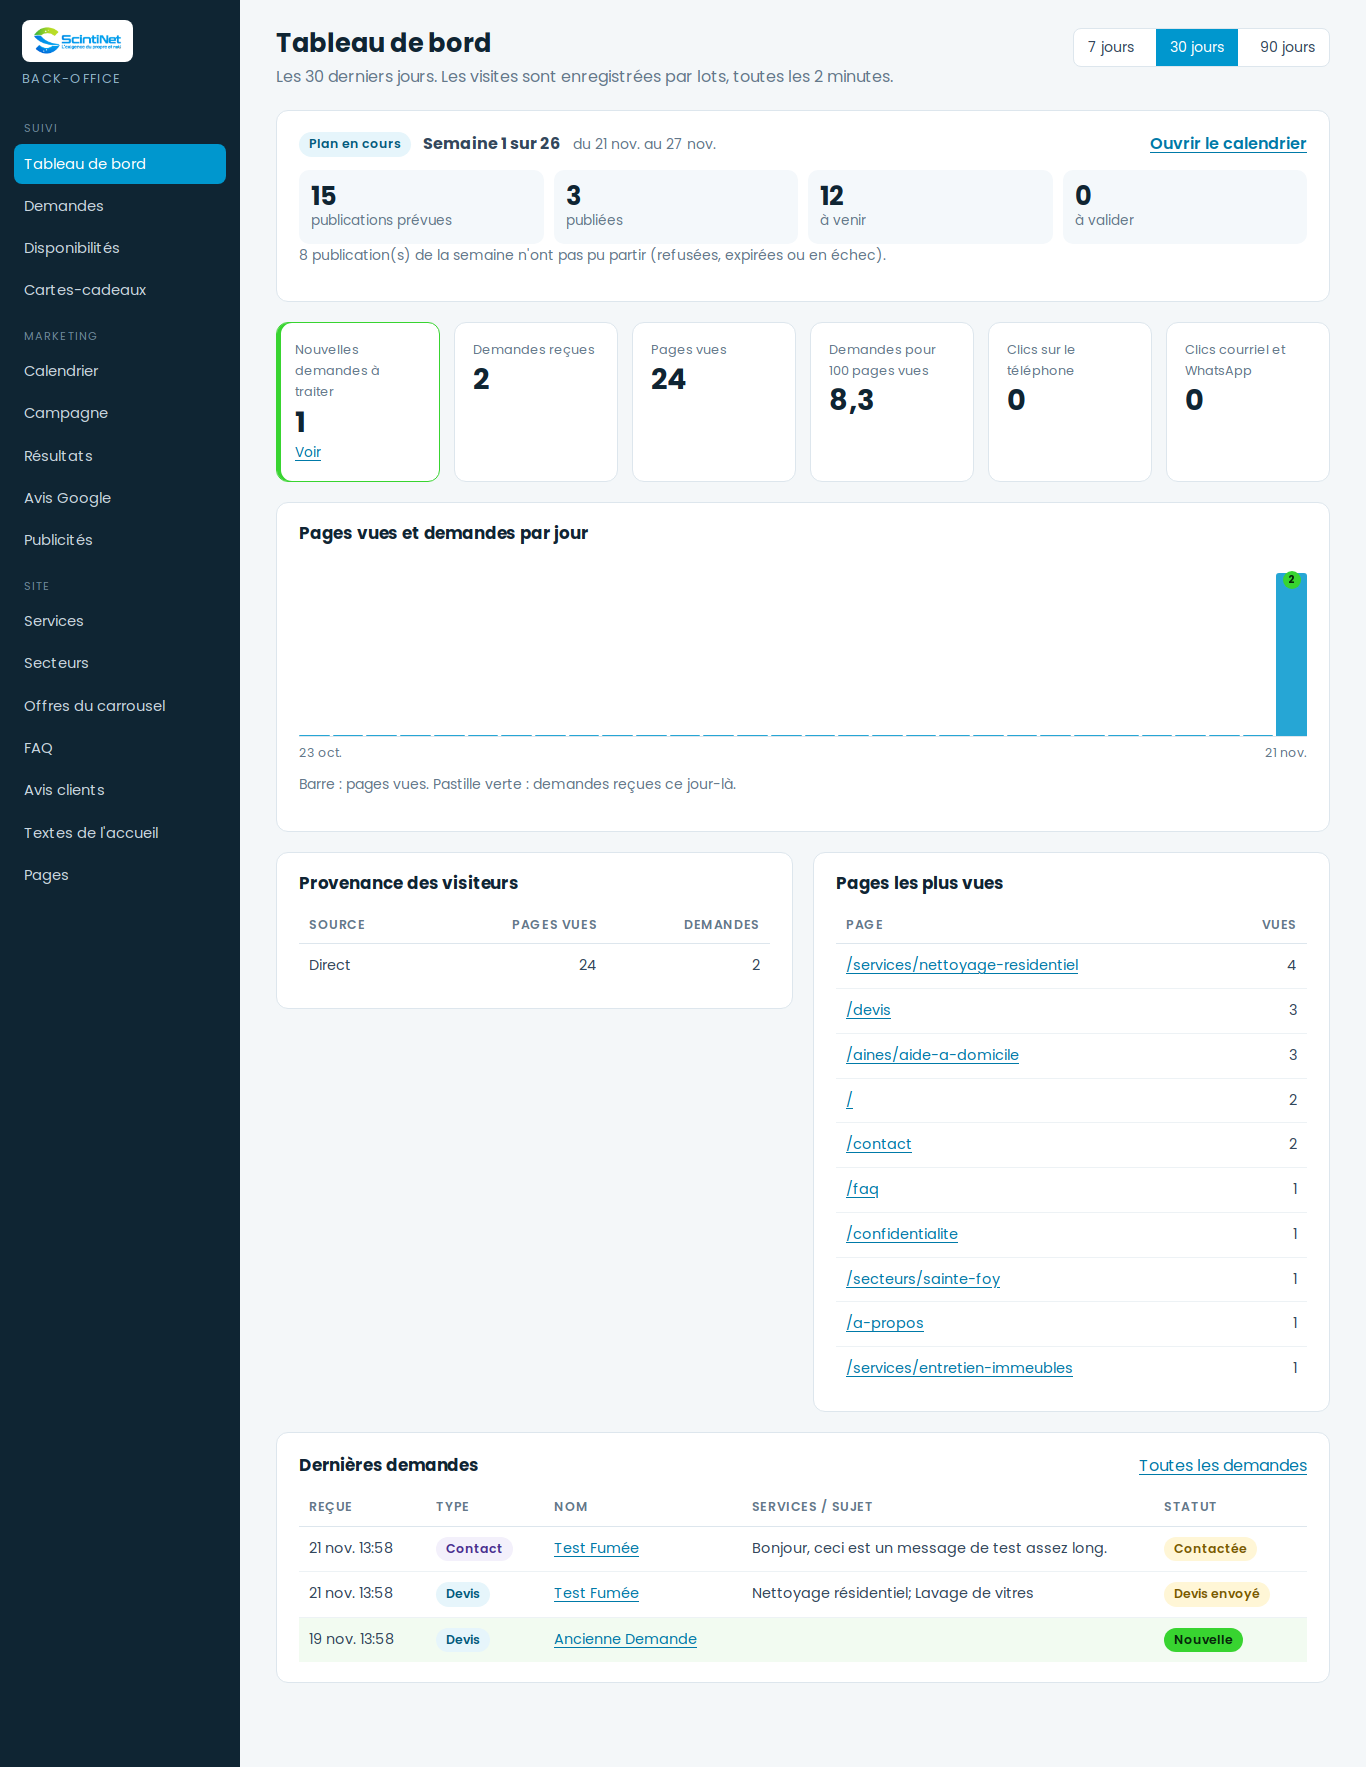 ScintiNet
L'exigence du propre et net
BACK-OFFICE
SUIVI
Tableau de bord
Demandes
Disponibilités
Cartes-cadeaux
MARKETING
Calendrier
Campagne
Résultats
Avis Google
Publicités
SITE
Services
Secteurs
Offres du carrousel
FAQ
Avis clients
Textes de l'accueil
Pages
Tableau de bord
7 jours 30 jours 90 jours
Les 30 derniers jours. Les visites sont enregistrées par lots, toutes les 2 minutes.
Plan en cours Semaine 1 sur 26 du 21 nov. au 27 nov. Ouvrir le calendrier
15 3 12 0
publications prévues publiées à venir à valider
8 publication(s) de la semaine n'ont pas pu partir (refusées, expirées ou en échec).
Nouvelles
demandes à
traiter
1
Voir
Demandes reçues
2
Pages vues
24
Demandes pour
100 pages vues
8,3
Clics sur le
téléphone
0
Clics courriel et
WhatsApp
0
Pages vues et demandes par jour
2
23 oct. 21 nov.
Barre : pages vues. Pastille verte : demandes reçues ce jour-là.
Provenance des visiteurs
SOURCE PAGES VUES DEMANDES
Direct 24 2
Pages les plus vues
PAGE VUES
/services/nettoyage-residentiel 4
/devis 3
/aines/aide-a-domicile 3
/ 2
/contact 2
/faq 1
/confidentialite 1
/secteurs/sainte-foy 1
/a-propos 1
/services/entretien-immeubles 1
Dernières demandes Toutes les demandes
REÇUE TYPE NOM SERVICES / SUJET STATUT
21 nov. 13:58 Contact Test Fumée Bonjour, ceci est un message de test assez long. Contactée
21 nov. 13:58 Devis Test Fumée Nettoyage résidentiel; Lavage de vitres Devis envoyé
19 nov. 13:58 Devis Ancienne Demande Nouvelle